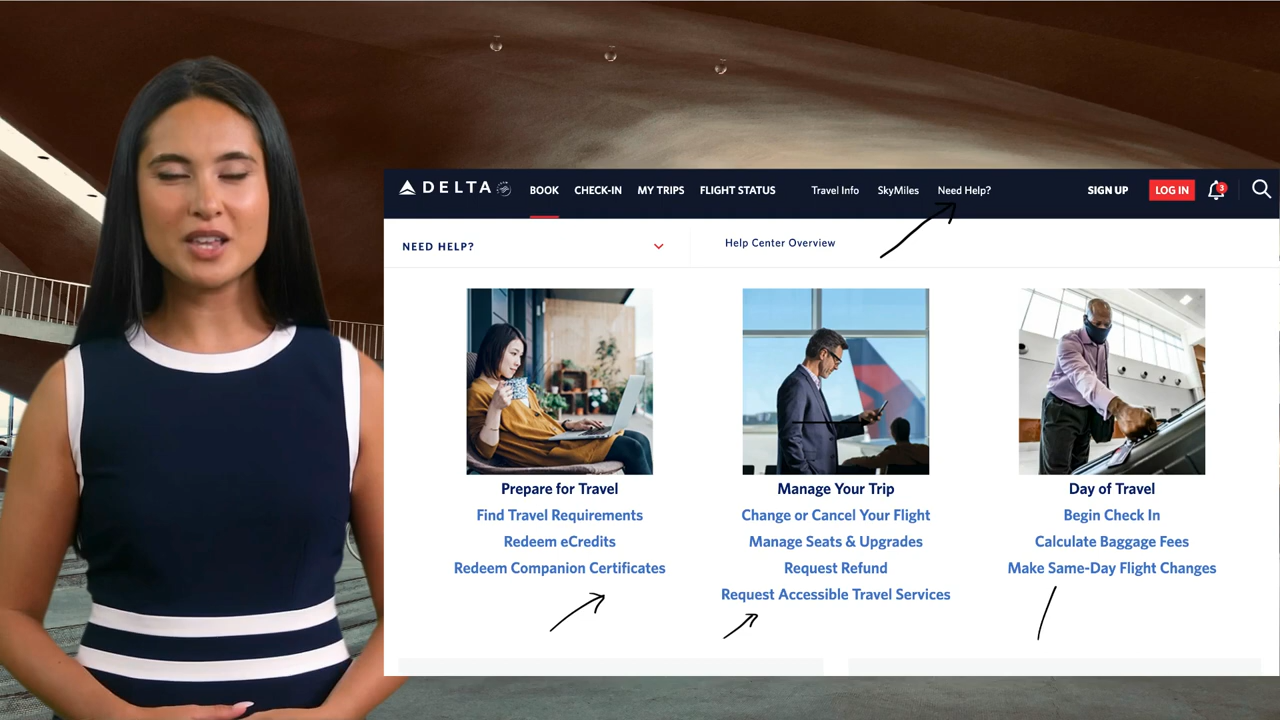 DELTA
BOOK CHECK-IN MY TRIPS FLIGHT STATUS Travel Info SkyMiles Need Help? SIGN UP LOG IN 3
NEED HELP? Help Center Overview
Prepare for Travel
Find Travel Requirements
Redeem eCredits
Redeem Companion Certificates
Manage Your Trip
Change or Cancel Your Flight
Manage Seats & Upgrades
Request Refund
Request Accessible Travel Services
Day of Travel
Begin Check In
Calculate Baggage Fees
Make Same-Day Flight Changes